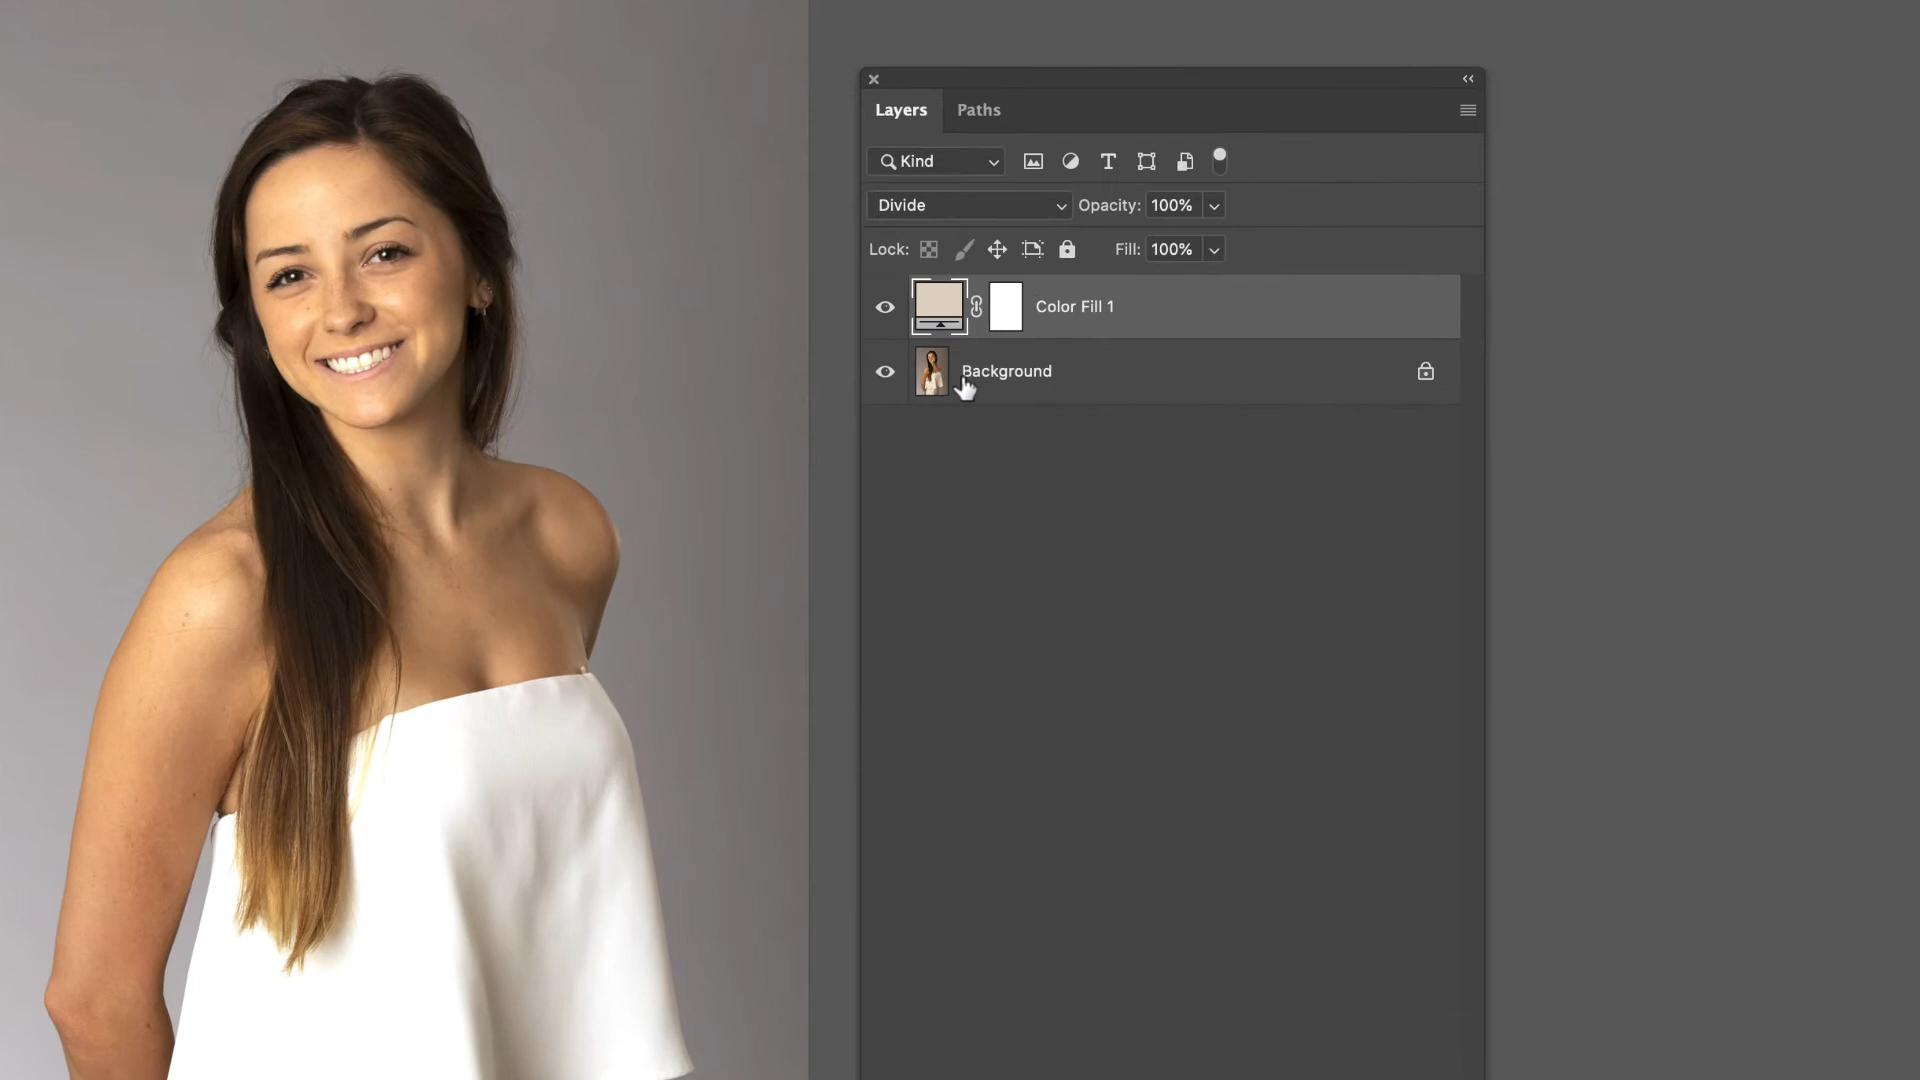 Layers Paths
Kind
Divide Opacity: 100%
Lock: Fill: 100%
Color Fill 1
Background